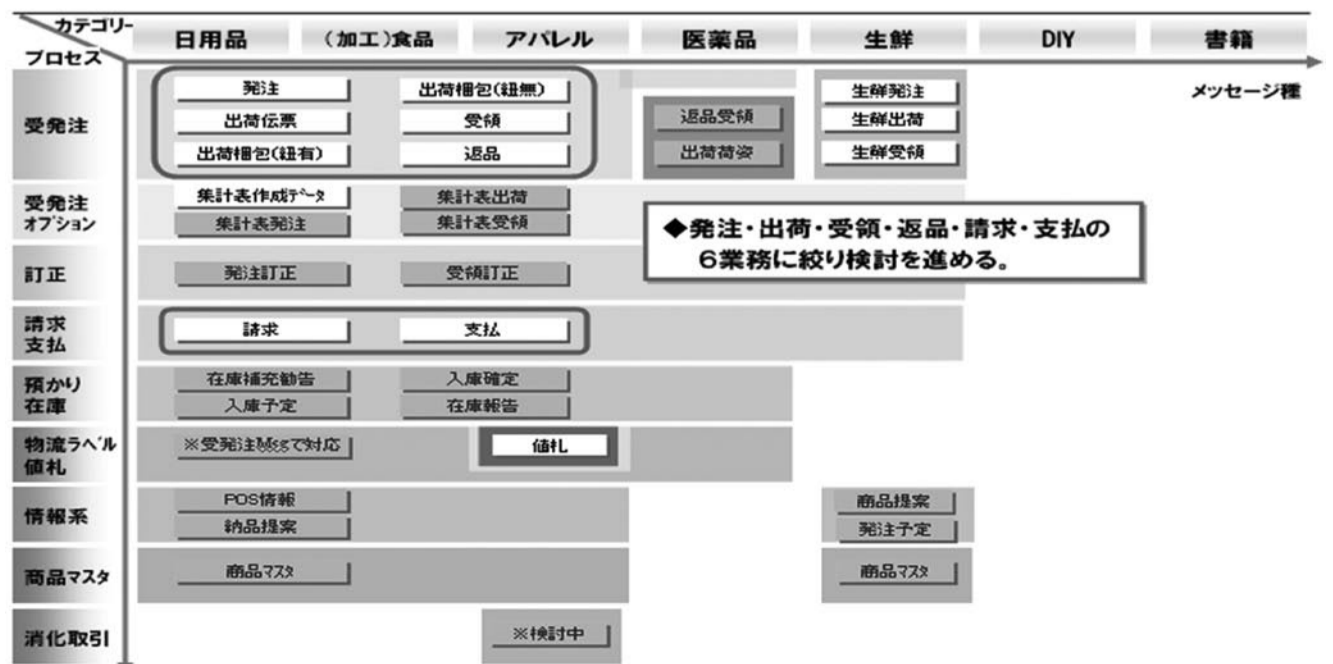 カテゴリー
プロセス
日用品
(加工)食品
アパレル
医薬品
生鮮
DIY
書籍
メッセージ種
受発注
発注
出荷梱包(紐無)
出荷伝票
受領
出荷梱包(紐有)
返品
返品受領
出荷荷姿
生鮮発注
生鮮出荷
生鮮受領
受発注
オプション
集計表作成データ
集計表出荷
集計表発注
集計表受領
◆発注・出荷・受領・返品・請求・支払の
6業務に絞り検討を進める。
訂正
発注訂正
受領訂正
請求
支払
請求
支払
預かり
在庫
在庫補充勧告
入庫確定
入庫予定
在庫報告
物流ラベル
値札
※受発注Msgで対応
値札
情報系
POS情報
納品提案
商品提案
発注予定
商品マスタ
商品マスタ
商品マスタ
消化取引
※検討中